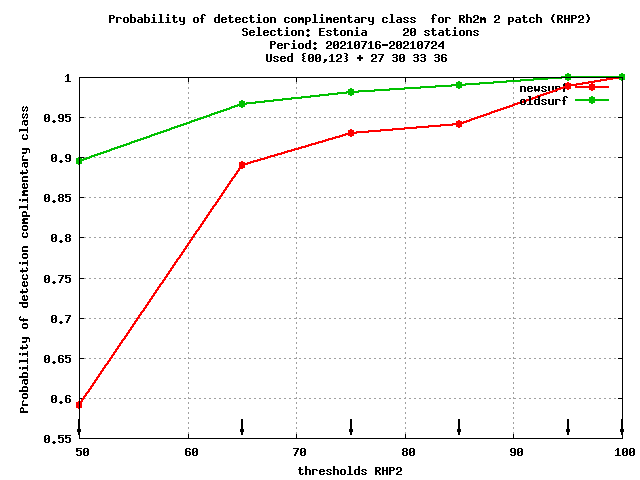 Probability of detection complimentary class  for Rh2m 2 patch (RHP2)
Selection: Estonia     20 stations
Period: 20210716-20210724
Used {00,12} + 27 30 33 36
newsurf
oldsurf
Probability of detection complimentary class
1
0.95
0.9
0.85
0.8
0.75
0.7
0.65
0.6
0.55
50 60 70 80 90 100
thresholds RHP2